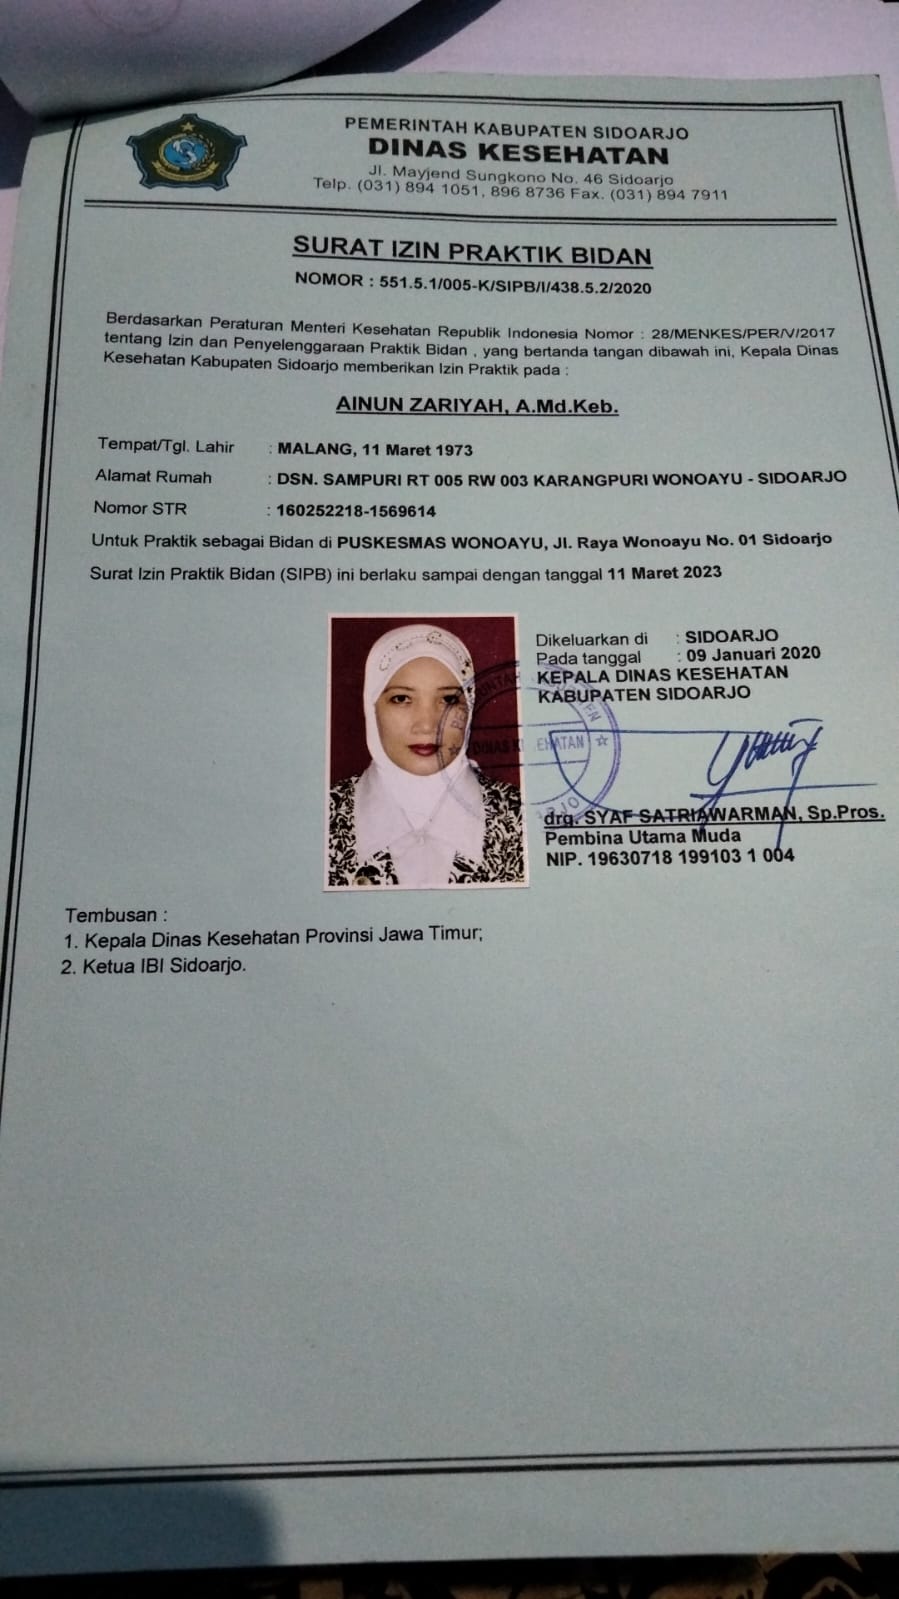 PEMERINTAH KABUPATEN SIDOARJO
DINAS KESEHATAN
Jl. Mayjend Sungkono No. 46 Sidoarjo
Telp. (031) 894 1051, 896 8736 Fax. (031) 894 7911
SURAT IZIN PRAKTIK BIDAN
NOMOR : 551.5.1/005-K/SIPB/I/438.5.2/2020
Berdasarkan Peraturan Menteri Kesehatan Republik Indonesia Nomor : 28/MENKES/PER/V/2017
tentang Izin dan Penyelenggaraan Praktik Bidan , yang bertanda tangan dibawah ini, Kepala Dinas
Kesehatan Kabupaten Sidoarjo memberikan Izin Praktik pada :
AINUN ZARIYAH, A.Md.Keb.
Tempat/Tgl. Lahir : MALANG, 11 Maret 1973
Alamat Rumah : DSN. SAMPURI RT 005 RW 003 KARANGPURI WONOAYU - SIDOARJO
Nomor STR : 160252218-1569614
Untuk Praktik sebagai Bidan di PUSKESMAS WONOAYU, Jl. Raya Wonoayu No. 01 Sidoarjo
Surat Izin Praktik Bidan (SIPB) ini berlaku sampai dengan tanggal 11 Maret 2023
Dikeluarkan di : SIDOARJO
Pada tanggal : 09 Januari 2020
KEPALA DINAS KESEHATAN
KABUPATEN SIDOARJO
DINAS KESEHATAN
drg. SYAF SATRIAWARMAN, Sp.Pros.
Pembina Utama Muda
NIP. 19630718 199103 1 004
Tembusan :
1. Kepala Dinas Kesehatan Provinsi Jawa Timur;
2. Ketua IBI Sidoarjo.